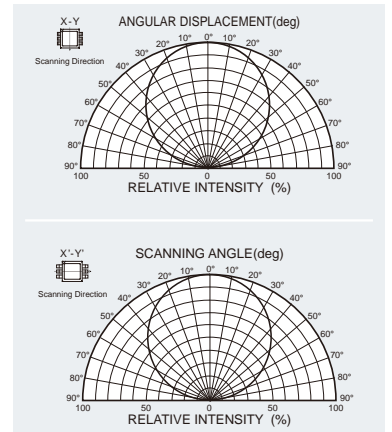 X-Y ANGULAR DISPLACEMENT(deg)
Scanning Direction
30° 20° 10° 0° 10° 20° 30°
40° 40°
50° 50°
60° 60°
70° 70°
80° 80°
90° 90°
100 50 0 50 100
RELATIVE INTENSITY (%)
X'-Y' SCANNING ANGLE(deg)
Scanning Direction
30° 20° 10° 0° 10° 20° 30°
40° 40°
50° 50°
60° 60°
70° 70°
80° 80°
90° 90°
100 50 0 50 100
RELATIVE INTENSITY (%)